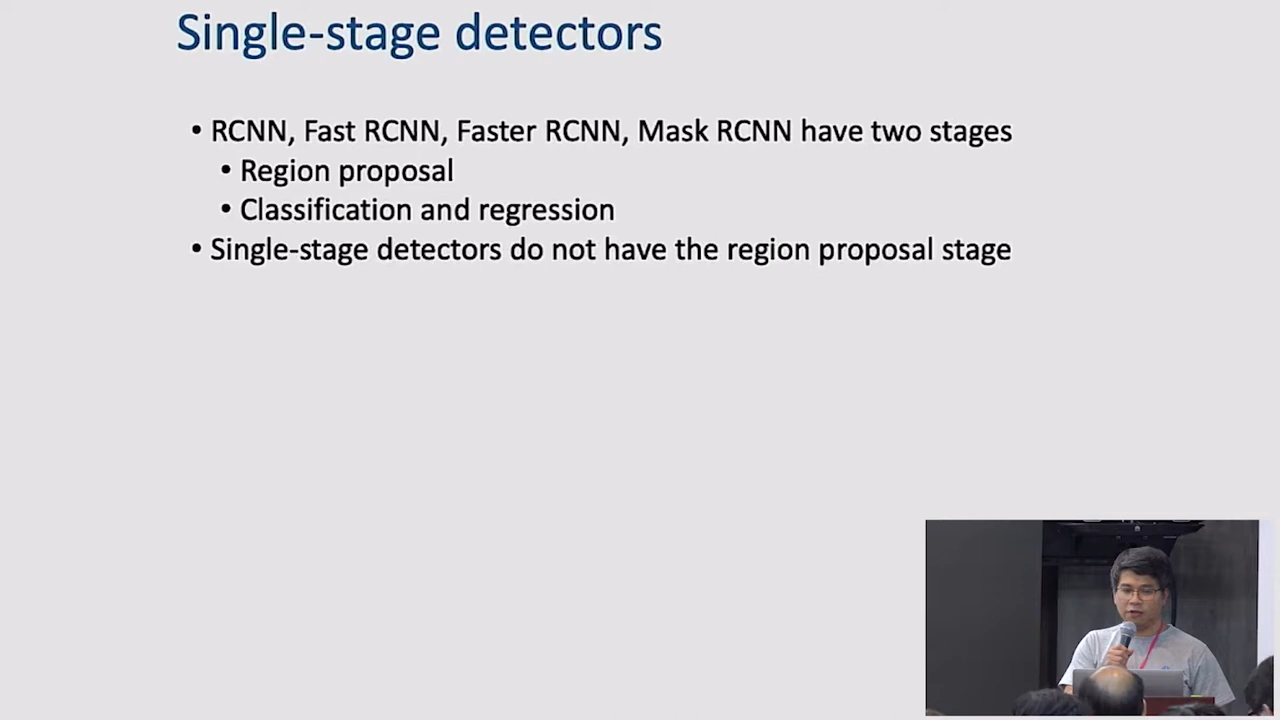 Single-stage detectors
• RCNN, Fast RCNN, Faster RCNN, Mask RCNN have two stages
• Region proposal
• Classification and regression
• Single-stage detectors do not have the region proposal stage